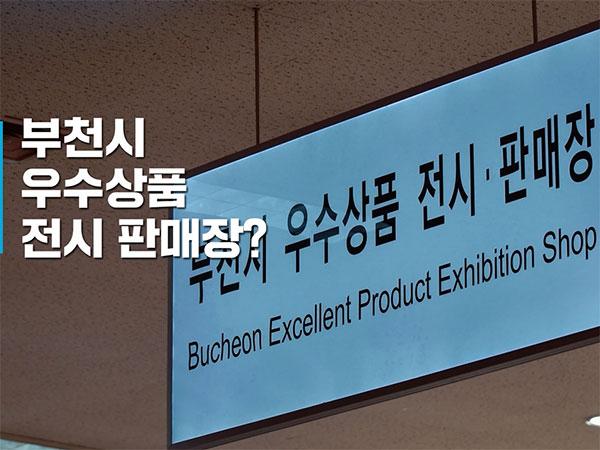 부천시
우수상품
전시 판매장?
부천시 우수상품 전시·판매장
Bucheon Excellent Product Exhibition Shop